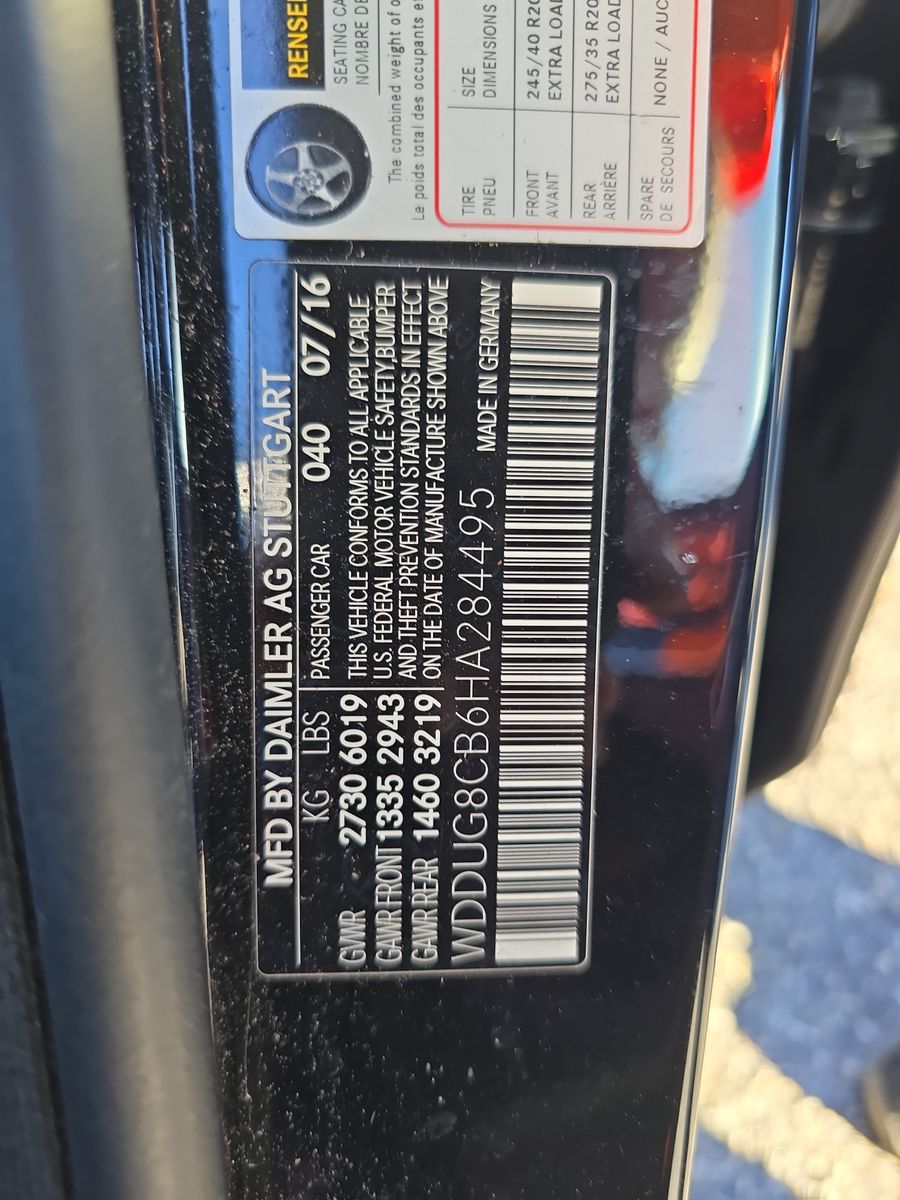 MFD BY DAIMLER AG STUTTGART
KG LBS PASSENGER CAR 040 07/16
GVWR 2730 6019 THIS VEHICLE CONFORMS TO ALL APPLICABLE
GAWR FRONT 1335 2943 U.S. FEDERAL MOTOR VEHICLE SAFETY,BUMPER
GAWR REAR 1460 3219 AND THEFT PREVENTION STANDARDS IN EFFECT
ON THE DATE OF MANUFACTURE SHOWN ABOVE
WDDUG8CB6HA284495 MADE IN GERMANY
RENSEI
SEATING CA
NOMBRE DE
The combined weight of o
Le poids total des occupants e
TIRE SIZE
PNEU DIMENSIONS
FRONT 245/40 R20
AVANT EXTRA LOAD
REAR 275/35 R20
ARRIÈRE EXTRA LOAD
SPARE NONE / AUC
DE SECOURS